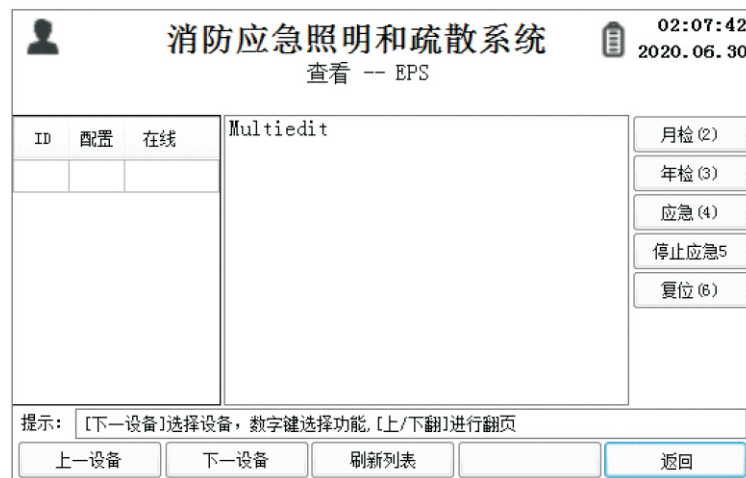 消防应急照明和疏散系统
02:07:42
查看 -- EPS
2020.06.30
ID 配置 在线
Multiedit
月检(2)
年检(3)
应急(4)
停止应急5
复位(6)
提示: [下一设备]选择设备，数字键选择功能,[上/下翻]进行翻页
上一设备 下一设备 刷新列表 返回